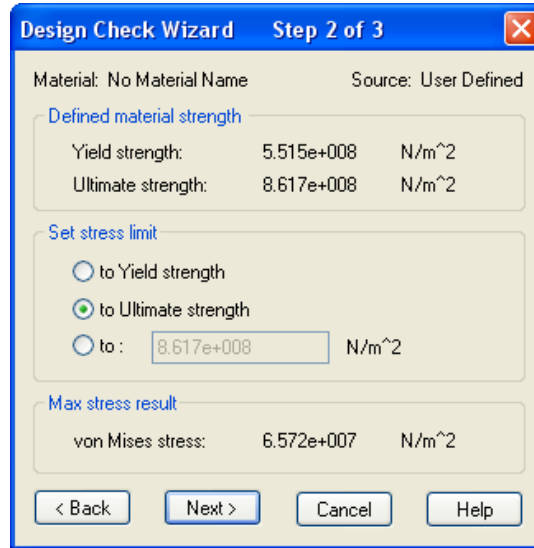 Design Check Wizard Step 2 of 3
Material: No Material Name Source: User Defined
Defined material strength
Yield strength: 5.515e+008 N/m^2
Ultimate strength: 8.617e+008 N/m^2
Set stress limit
to Yield strength
to Ultimate strength
to : 8.617e+008 N/m^2
Max stress result
von Mises stress: 6.572e+007 N/m^2
< Back Next > Cancel Help